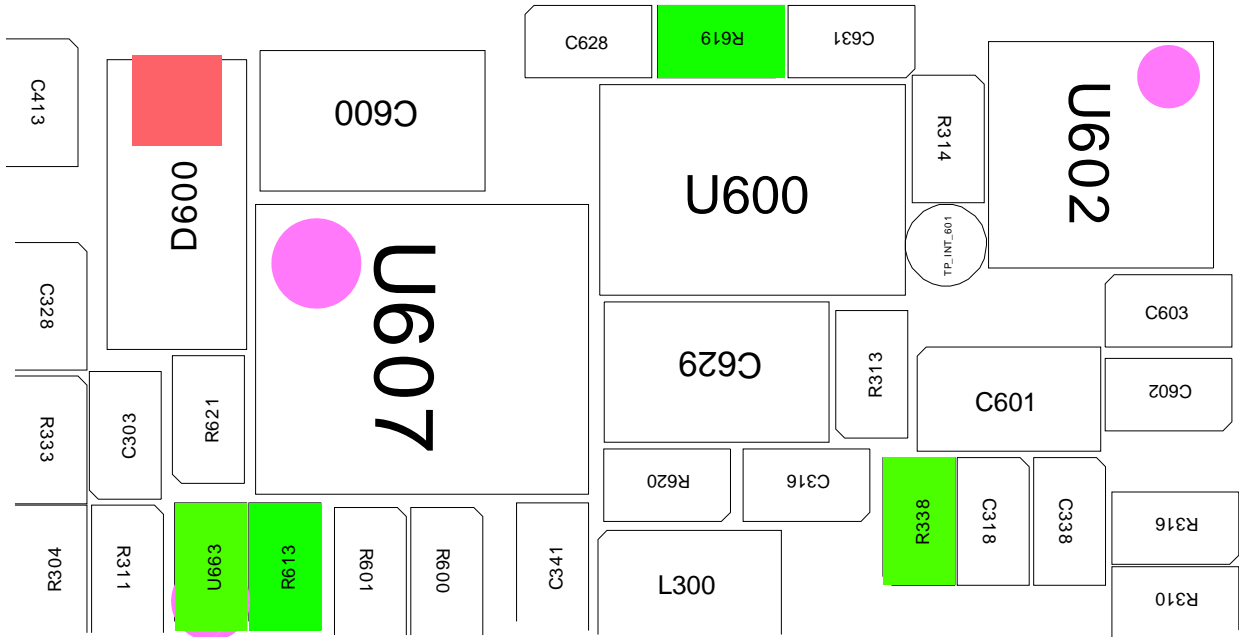 C628
R619
C631
C413
C600
R314
U602
U600
D600
TP_INT_601
C328
U607
C603
C629
R313
C602
C601
R621
R333
C303
R620
C316
R338
C318
C338
R316
R304
R311
U663
R613
R601
R600
C341
L300
R310